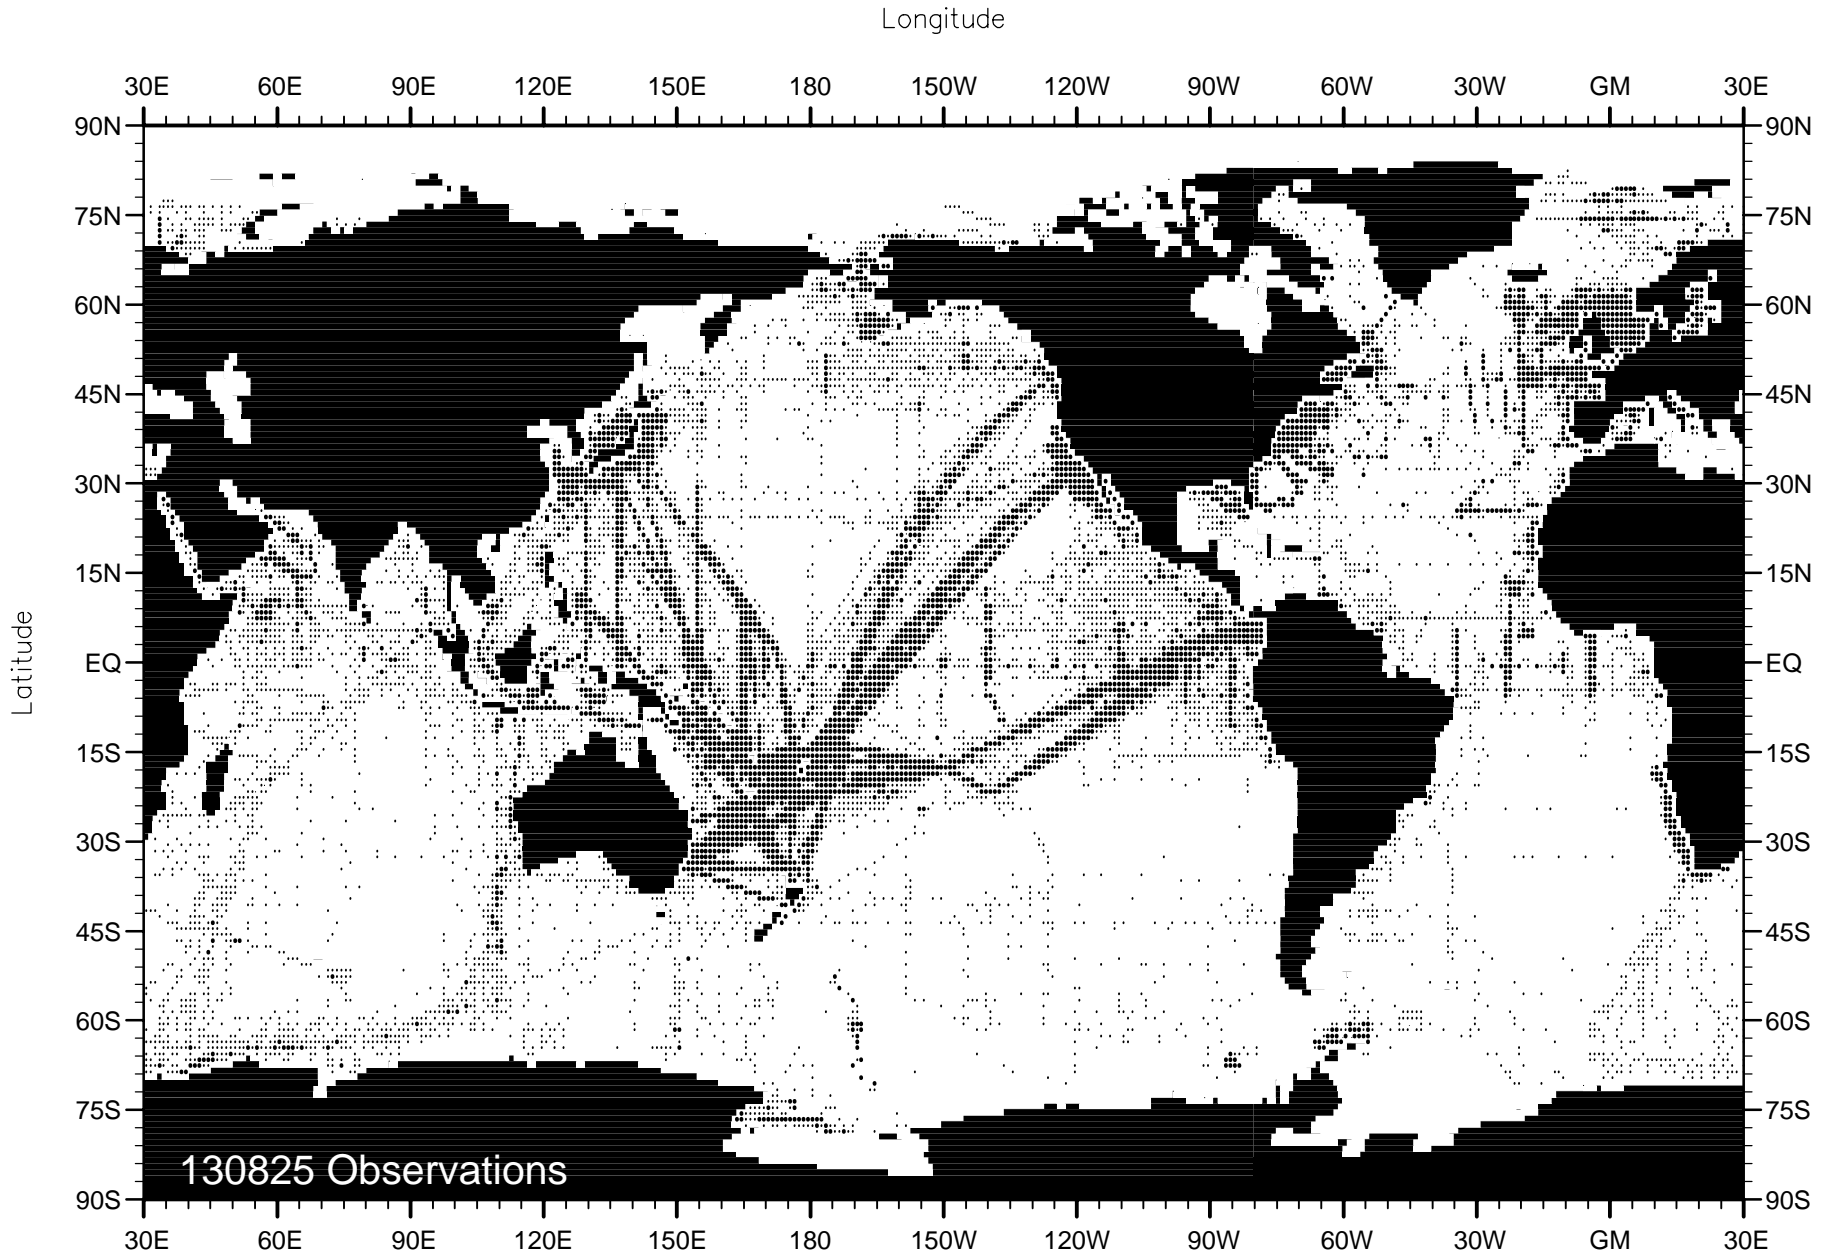 Longitude
30E 60E 90E 120E 150E 180 150W 120W 90W 60W 30W GM 30E
90N 90N
75N 75N
60N 60N
45N 45N
30N 30N
15N 15N
Latitude
EQ EQ
15S 15S
30S 30S
45S 45S
60S 60S
75S 75S
130825 Observations
90S 90S
30E 60E 90E 120E 150E 180 150W 120W 90W 60W 30W GM 30E